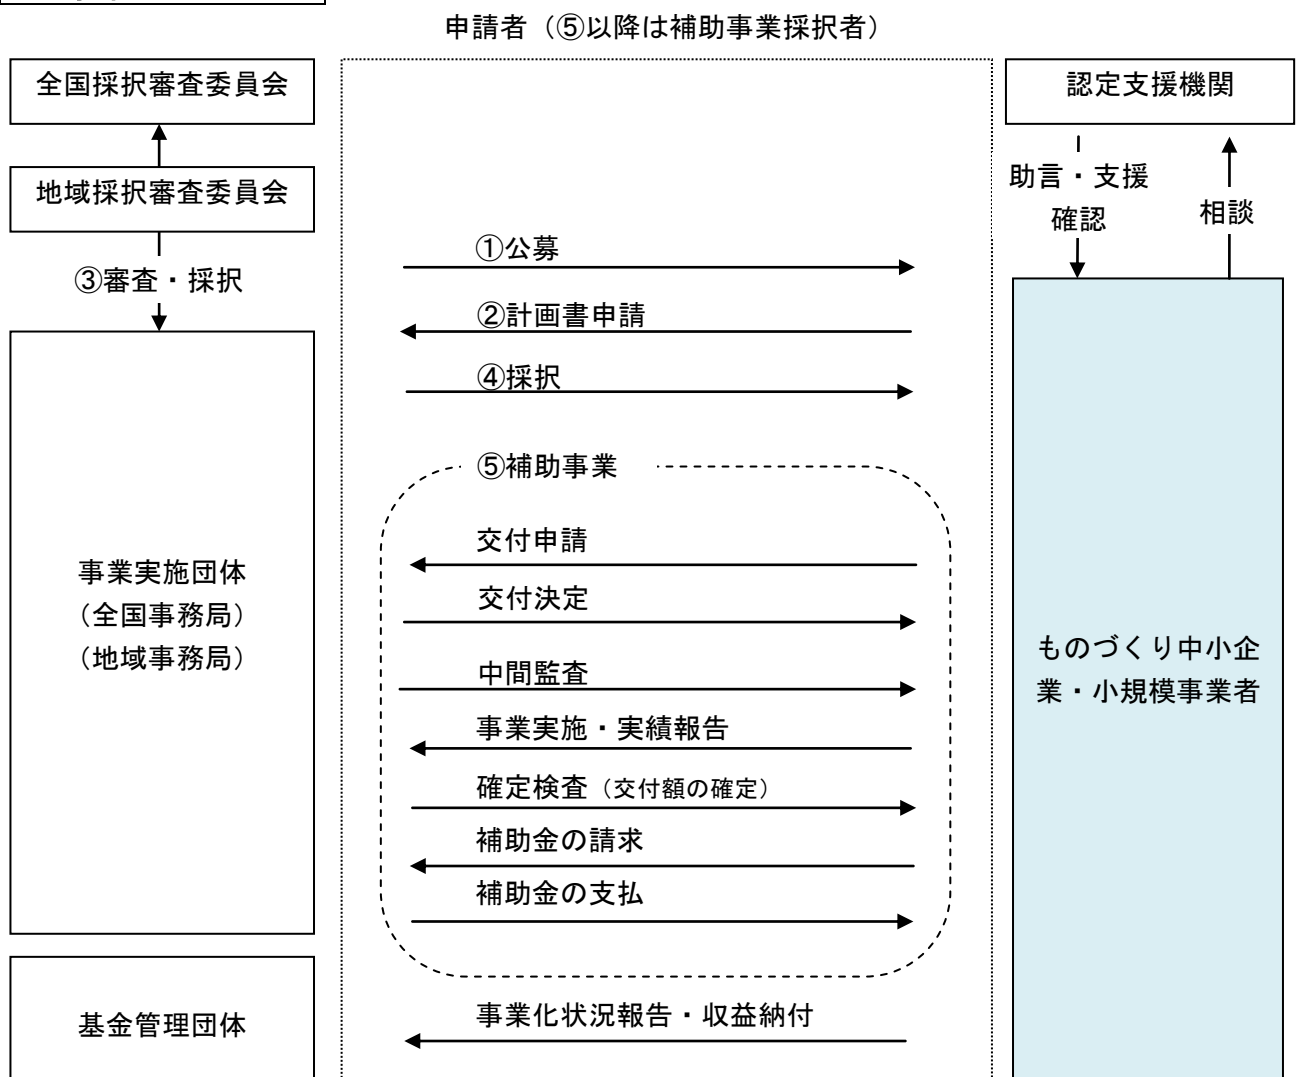 申請者（⑤以降は補助事業採択者）
全国採択審査委員会
地域採択審査委員会
③審査・採択
事業実施団体
（全国事務局）
（地域事務局）
基金管理団体
①公募
②計画書申請
④採択
⑤補助事業
交付申請
交付決定
中間監査
事業実施・実績報告
確定検査（交付額の確定）
補助金の請求
補助金の支払
事業化状況報告・収益納付
認定支援機関
助言・支援
確認
相談
ものづくり中小企
業・小規模事業者